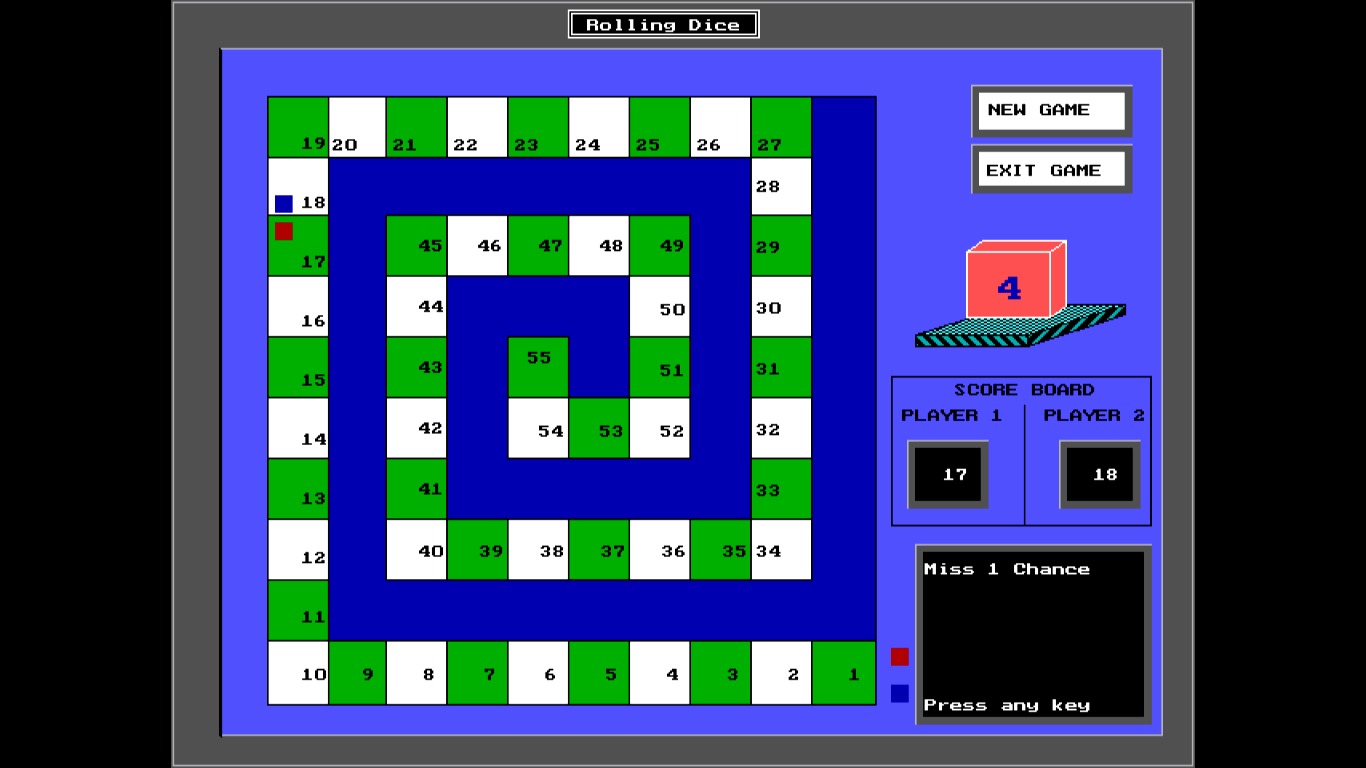 Rolling Dice
NEW GAME
EXIT GAME
19 20 21 22 23 24 25 26 27
18 28
17 45 46 47 48 49 29
16 44 50 30
15 43 55 51 31
14 42 54 53 52 32
13 41 33
12 40 39 38 37 36 35 34
11
10 9 8 7 6 5 4 3 2 1
4
SCORE BOARD
PLAYER 1 PLAYER 2
17 18
Miss 1 Chance
Press any key